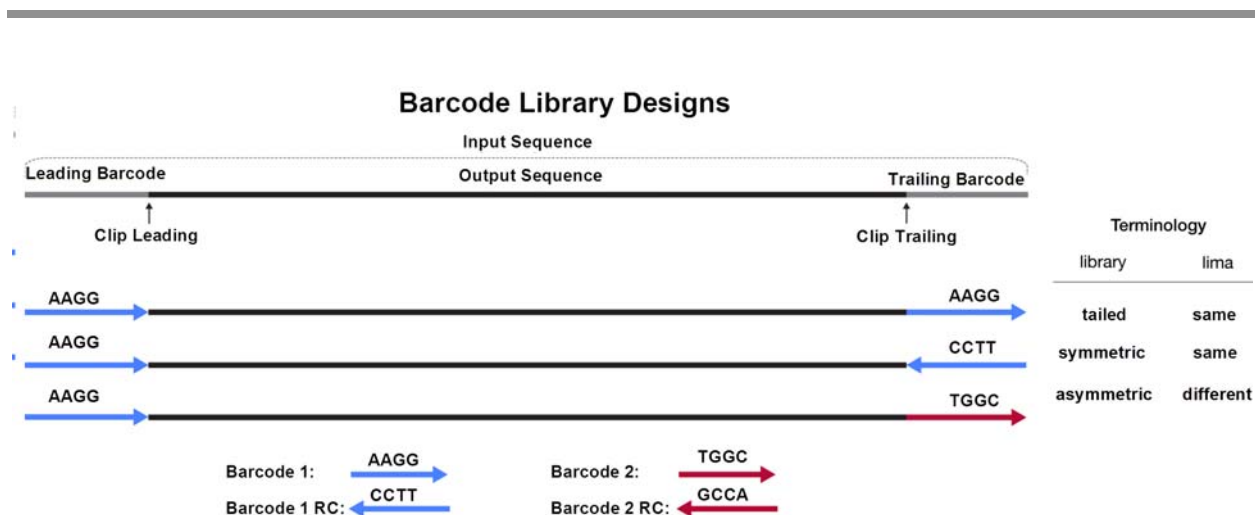 Barcode Library Designs
Input Sequence
Leading Barcode Output Sequence Trailing Barcode
Clip Leading Clip Trailing
Terminology
library lima
AAGG AAGG
tailed same
AAGG CCTT
symmetric same
AAGG TGGC
asymmetric different
Barcode 1: AAGG Barcode 2: TGGC
Barcode 1 RC: CCTT Barcode 2 RC: GCCA